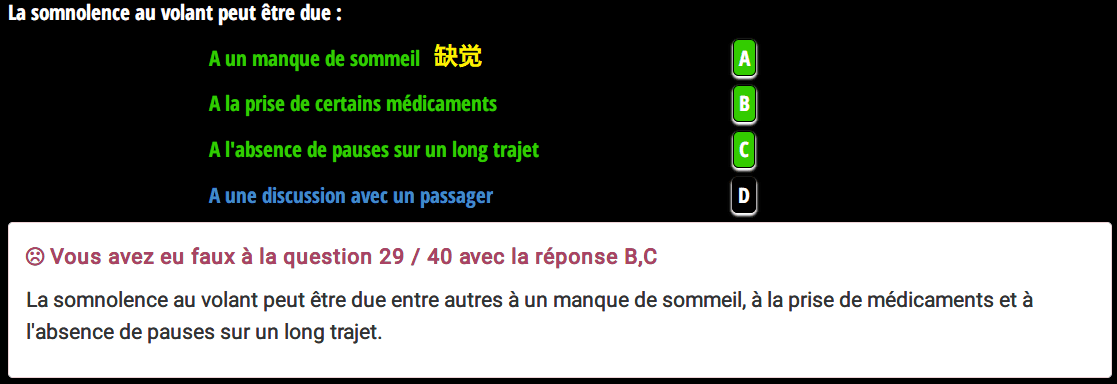 La somnolence au volant peut être due :
A un manque de sommeil 缺觉 A
A la prise de certains médicaments B
A l'absence de pauses sur un long trajet C
A une discussion avec un passager D
Vous avez eu faux à la question 29 / 40 avec la réponse B,C
La somnolence au volant peut être due entre autres à un manque de sommeil, à la prise de médicaments et à
l'absence de pauses sur un long trajet.